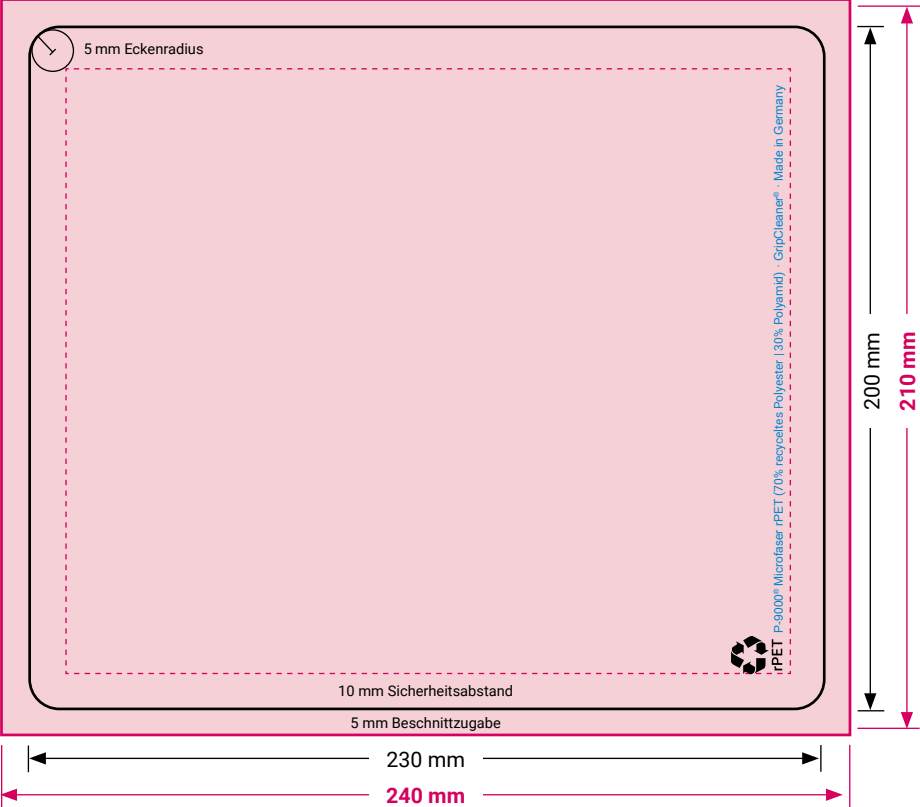 5 mm Eckenradius
P-9000® Microfaser rPET (70% recyceltes Polyester | 30% Polyamid) · GripCleaner® · Made in Germany
rPET
200 mm
210 mm
10 mm Sicherheitsabstand
5 mm Beschnittzugabe
230 mm
240 mm